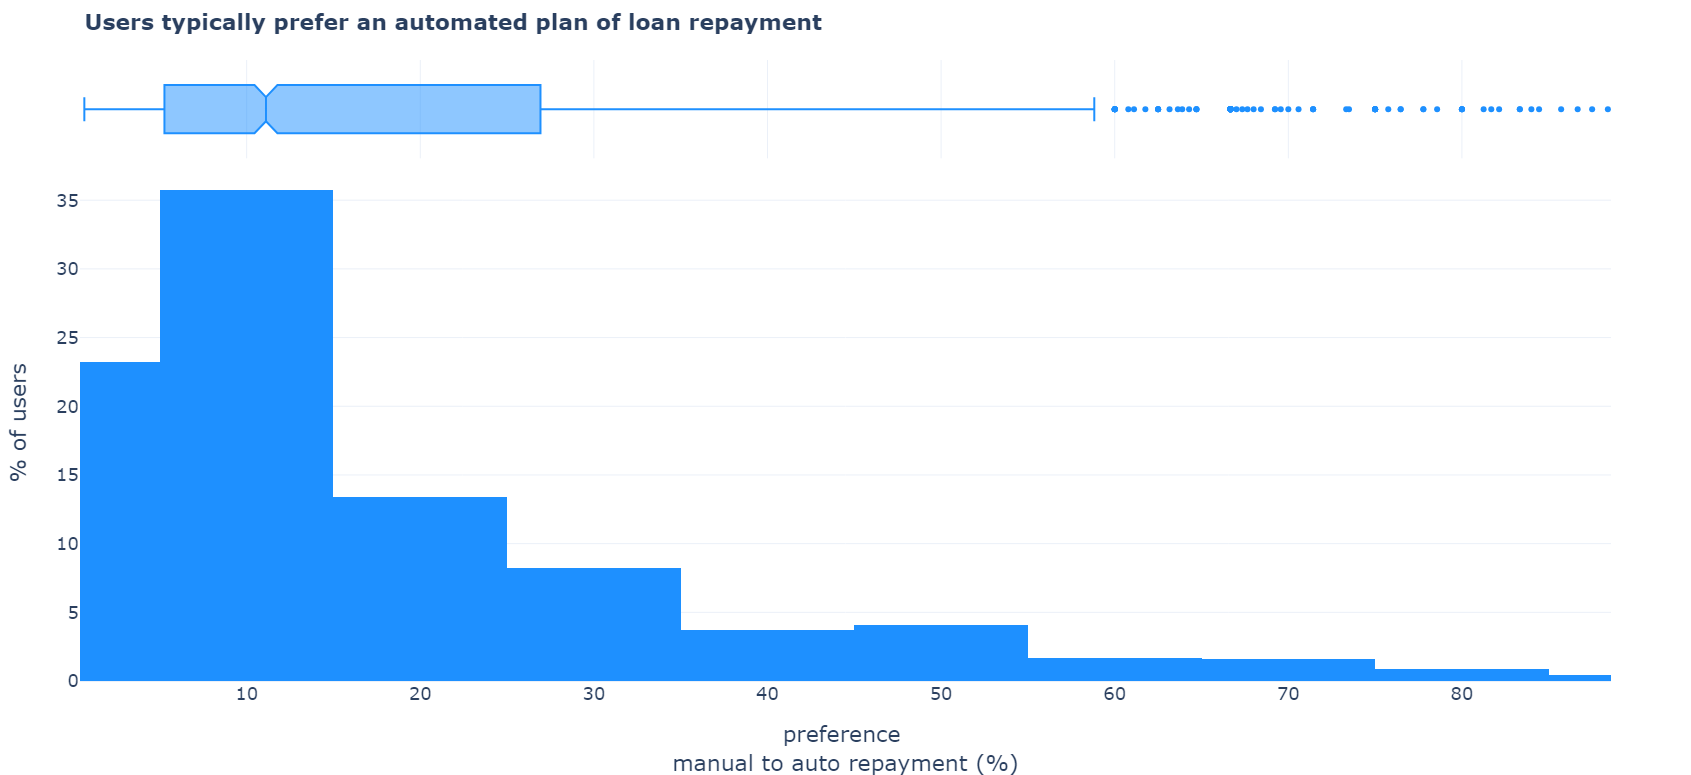 Users typically prefer an automated plan of loan repayment
35
30
25
20
15
10
5
0
% of users
10 20 30 40 50 60 70 80
preference
manual to auto repayment (%)